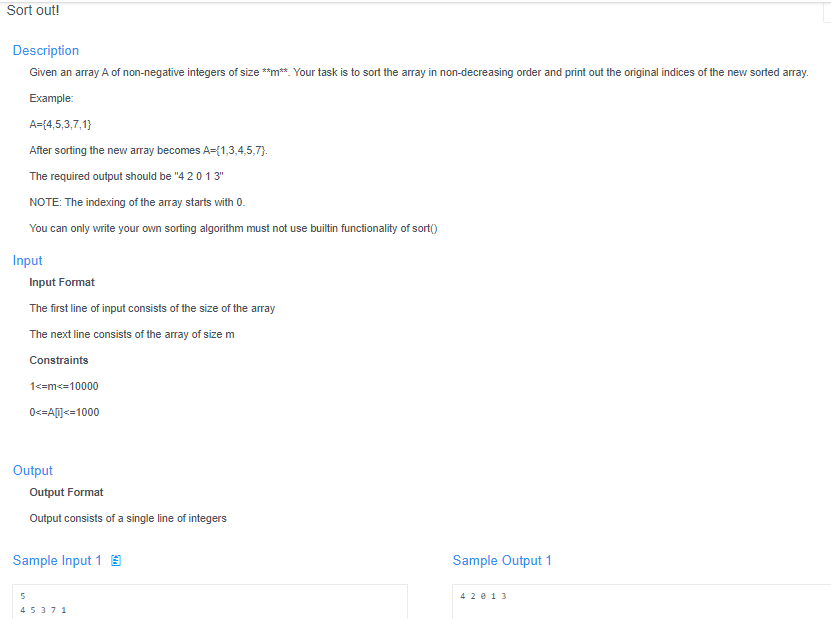 Sort out!
Description
Given an array A of non-negative integers of size **m**. Your task is to sort the array in non-decreasing order and print out the original indices of the new sorted array.
Example:
A={4,5,3,7,1}
After sorting the new array becomes A={1,3,4,5,7}.
The required output should be "4 2 0 1 3"
NOTE: The indexing of the array starts with 0.
You can only write your own sorting algorithm must not use builtin functionality of sort()
Input
Input Format
The first line of input consists of the size of the array
The next line consists of the array of size m
Constraints
1<=m<=10000
0<=A[i]<=1000
Output
Output Format
Output consists of a single line of integers
Sample Input 1
5
4 5 3 7 1
Sample Output 1
4 2 0 1 3